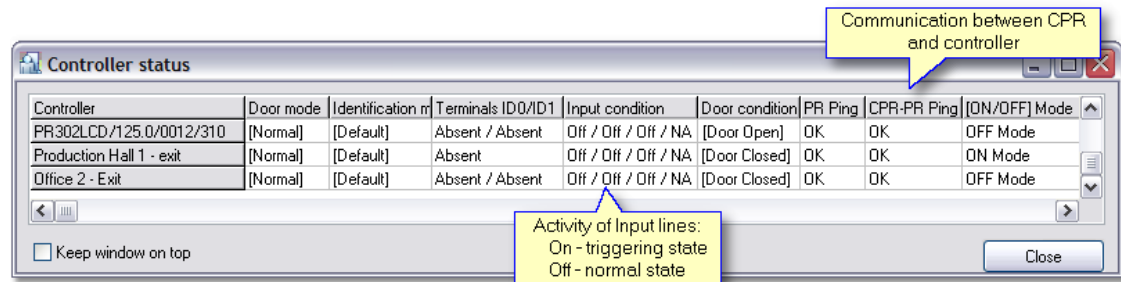 Communication between CPR
and controller
Controller status
Controller Door mode Identification m Terminals ID0/ID1 Input condition Door condition PR Ping CPR-PR Ping [ON/OFF] Mode
PR302LCD/125.0/0012/310 [Normal] [Default] Absent / Absent Off / Off / Off / NA [Door Open] OK OK OFF Mode
Production Hall 1 - exit [Normal] [Default] Absent Off / Off / Off / NA [Door Closed] OK OK ON Mode
Office 2 - Exit [Normal] [Default] Absent / Absent Off / Off / Off / NA [Door Closed] OK OK OFF Mode
Activity of Input lines:
On - triggering state
Off - normal state
Keep window on top
Close